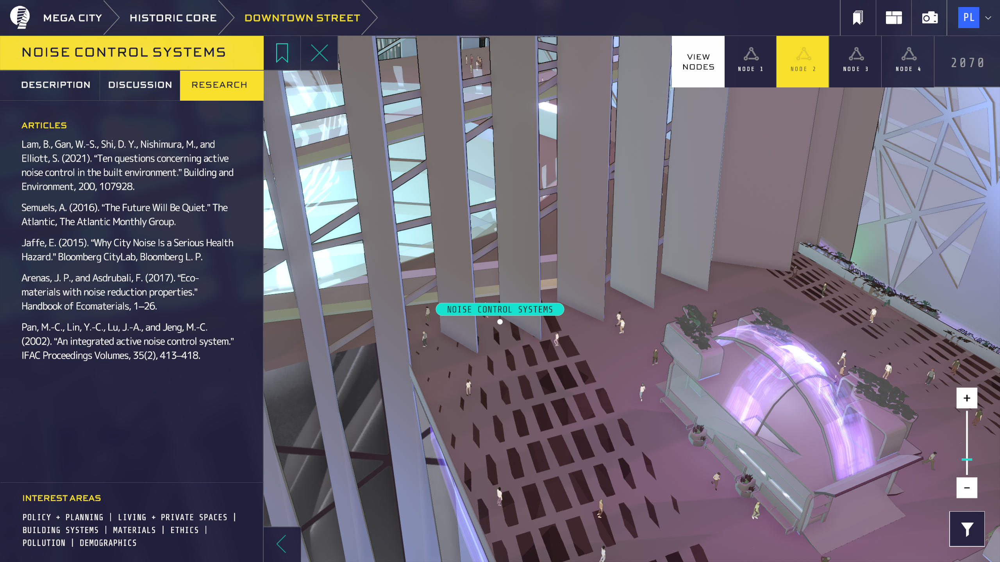 MEGA CITY
HISTORIC CORE
DOWNTOWN STREET
PL
NOISE CONTROL SYSTEMS
VIEW
NODES
NODE 1
NODE 2
NODE 3
NODE 4
2070
DESCRIPTION
DISCUSSION
RESEARCH
ARTICLES
Lam, B., Gan, W.-S., Shi, D. Y., Nishimura, M., and
Elliott, S. (2021). “Ten questions concerning active
noise control in the built environment.” Building and
Environment, 200, 107928.
Semuels, A. (2016). “The Future Will Be Quiet.” The
Atlantic, The Atlantic Monthly Group.
Jaffe, E. (2015). “Why City Noise Is a Serious Health
Hazard.” Bloomberg CityLab, Bloomberg L. P.
Arenas, J. P., and Asdrubali, F. (2017). “Eco-
materials with noise reduction properties.”
Handbook of Ecomaterials, 1–26.
Pan, M.-C., Lin, Y.-C., Lu, J.-A., and Jeng, M.-C.
(2002). “An integrated active noise control system.”
IFAC Proceedings Volumes, 35(2), 413–418.
NOISE CONTROL SYSTEMS
+
−
INTEREST AREAS
POLICY + PLANNING | LIVING + PRIVATE SPACES |
BUILDING SYSTEMS | MATERIALS | ETHICS |
POLLUTION | DEMOGRAPHICS